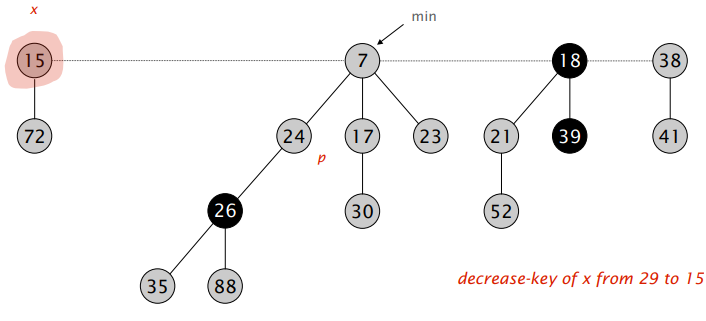 x
min
15 7 18 38
72 24 17 23 21 39 41
p
26 30 52
35 88
decrease-key of x from 29 to 15